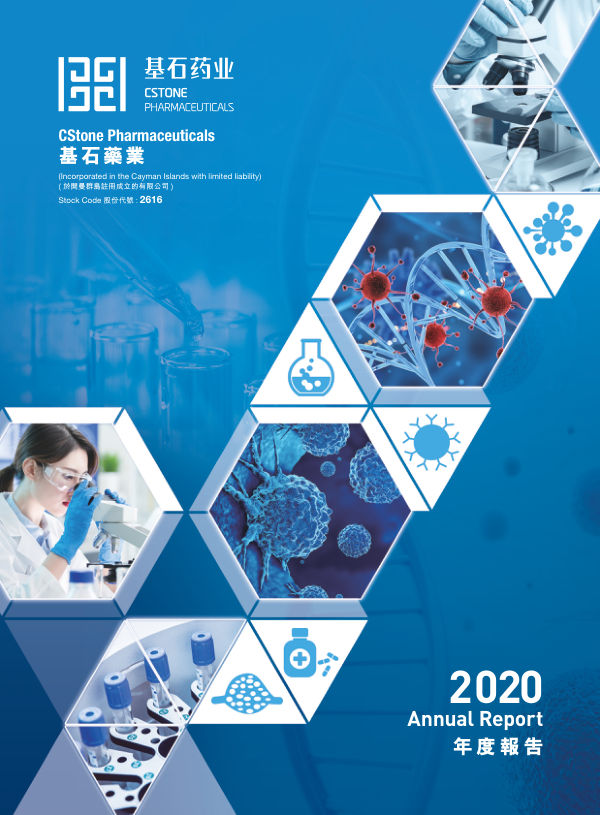 基石药业
CSTONE
PHARMACEUTICALS
CStone Pharmaceuticals
基石藥業
(Incorporated in the Cayman Islands with limited liability)
( 於開曼群島註冊成立的有限公司 )
Stock Code 股份代號 : 2616
2020
Annual Report
年度報告